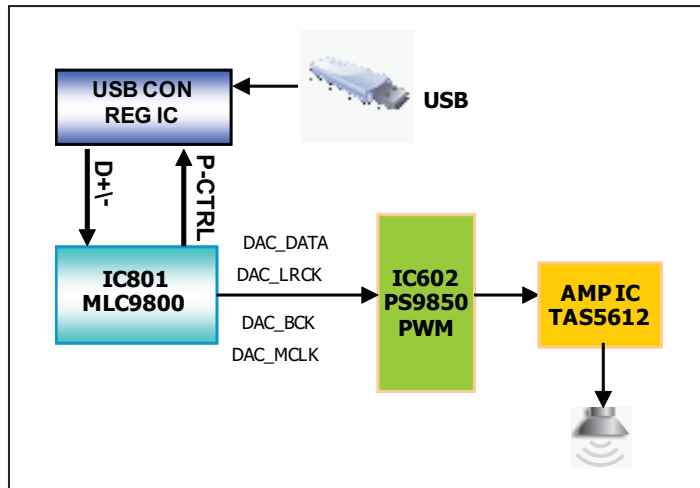 USB CON
REG IC
USB
D+/-
P-CTRL
IC801
MLC9800
DAC_DATA
DAC_LRCK
DAC_BCK
DAC_MCLK
IC602
PS9850
PWM
AMP IC
TAS5612